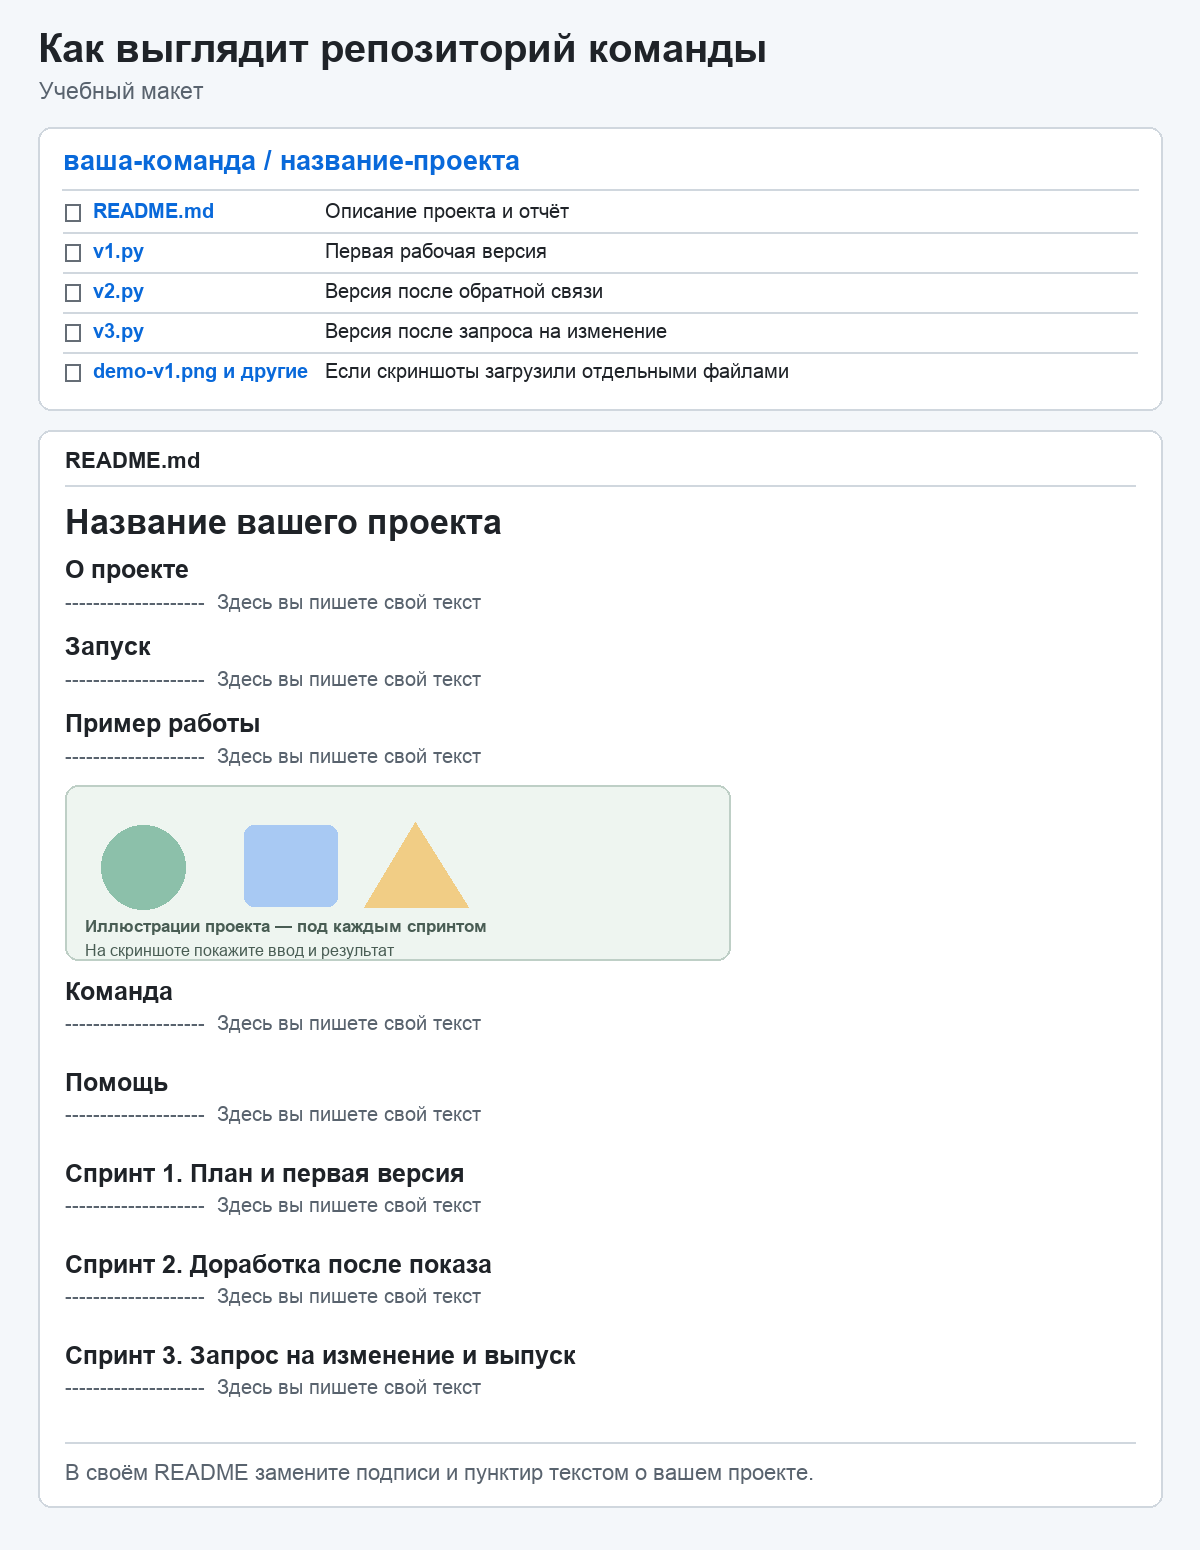 Как выглядит репозиторий команды
Учебный макет
ваша-команда / название-проекта
README.md Описание проекта и отчёт
v1.py Первая рабочая версия
v2.py Версия после обратной связи
v3.py Версия после запроса на изменение
demo-v1.png и другие Если скриншоты загрузили отдельными файлами
README.md
Название вашего проекта
О проекте
-------------------- Здесь вы пишете свой текст
Запуск
-------------------- Здесь вы пишете свой текст
Пример работы
-------------------- Здесь вы пишете свой текст
Иллюстрации проекта — под каждым спринтом
На скриншоте покажите ввод и результат
Команда
-------------------- Здесь вы пишете свой текст
Помощь
-------------------- Здесь вы пишете свой текст
Спринт 1. План и первая версия
-------------------- Здесь вы пишете свой текст
Спринт 2. Доработка после показа
-------------------- Здесь вы пишете свой текст
Спринт 3. Запрос на изменение и выпуск
-------------------- Здесь вы пишете свой текст
В своём README замените подписи и пунктир текстом о вашем проекте.